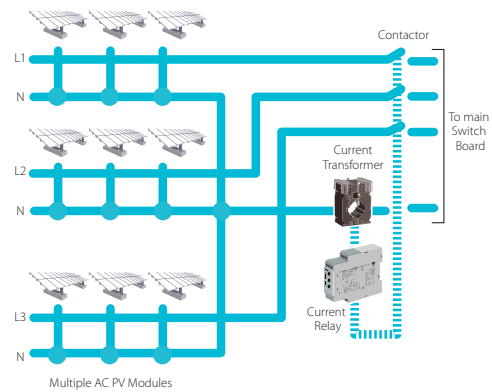 Contactor
L1
N
To main
Switch
Board
Current
Transformer
L2
N
Current
Relay
L3
N
Multiple AC PV Modules